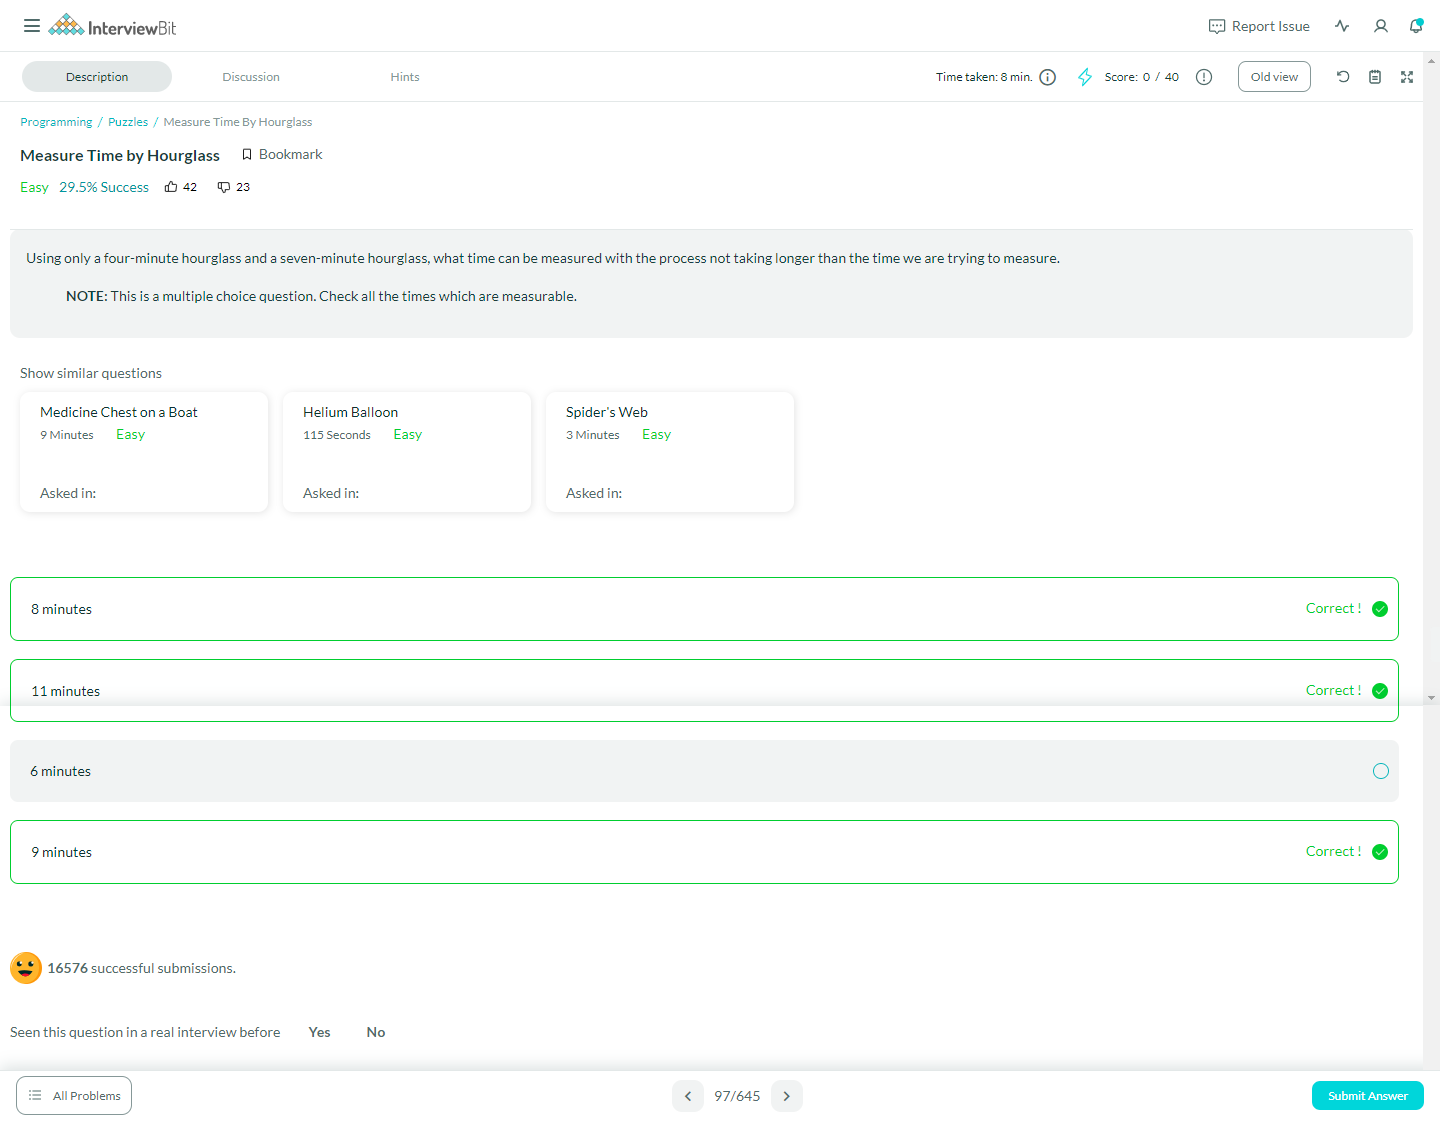 InterviewBit
Report Issue
Description
Discussion
Hints
Time taken: 8 min.
Score: 0 / 40
Old view
Programming / Puzzles / Measure Time By Hourglass
Measure Time by Hourglass
Bookmark
Easy 29.5% Success 42 23
Using only a four-minute hourglass and a seven-minute hourglass, what time can be measured with the process not taking longer than the time we are trying to measure.
NOTE: This is a multiple choice question. Check all the times which are measurable.
Show similar questions
Medicine Chest on a Boat
9 Minutes Easy
Asked in:
Helium Balloon
115 Seconds Easy
Asked in:
Spider's Web
3 Minutes Easy
Asked in:
8 minutes
Correct !
11 minutes
Correct !
6 minutes
9 minutes
Correct !
16576 successful submissions.
Seen this question in a real interview before Yes No
All Problems
97/645
Submit Answer